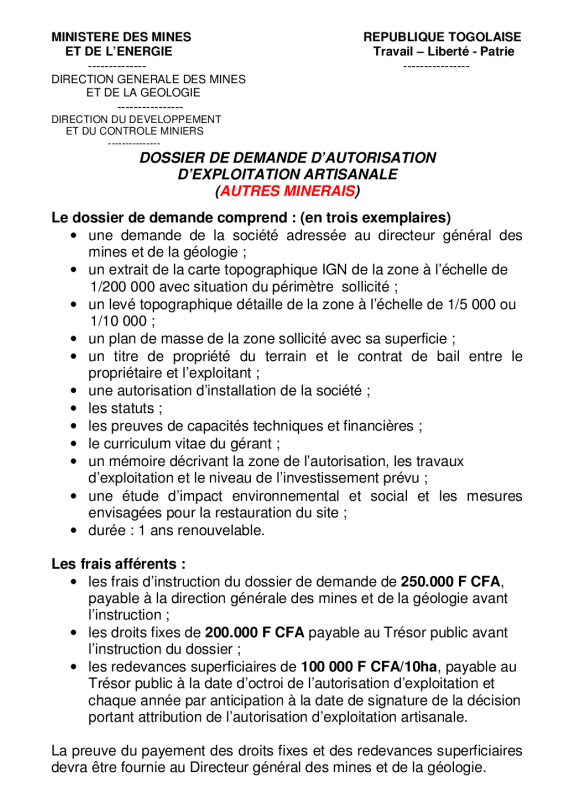 MINISTERE DES MINES
ET DE L'ENERGIE
--------------
REPUBLIQUE TOGOLAISE
Travail – Liberté - Patrie
----------------
DIRECTION GENERALE DES MINES
ET DE LA GEOLOGIE
----------------
DIRECTION DU DEVELOPPEMENT
ET DU CONTROLE MINIERS
---------------
DOSSIER DE DEMANDE D'AUTORISATION
D'EXPLOITATION ARTISANALE
(AUTRES MINERAIS)
Le dossier de demande comprend : (en trois exemplaires)
• une demande de la société adressée au directeur général des
mines et de la géologie ;
• un extrait de la carte topographique IGN de la zone à l'échelle de
1/200 000 avec situation du périmètre sollicité ;
• un levé topographique détaille de la zone à l'échelle de 1/5 000 ou
1/10 000 ;
• un plan de masse de la zone sollicité avec sa superficie ;
• un titre de propriété du terrain et le contrat de bail entre le
propriétaire et l'exploitant ;
• une autorisation d'installation de la société ;
• les statuts ;
• les preuves de capacités techniques et financières ;
• le curriculum vitae du gérant ;
• un mémoire décrivant la zone de l'autorisation, les travaux
d'exploitation et le niveau de l'investissement prévu ;
• une étude d'impact environnemental et social et les mesures
envisagées pour la restauration du site ;
• durée : 1 ans renouvelable.
Les frais afférents :
• les frais d'instruction du dossier de demande de 250.000 F CFA,
payable à la direction générale des mines et de la géologie avant
l'instruction ;
• les droits fixes de 200.000 F CFA payable au Trésor public avant
l'instruction du dossier ;
• les redevances superficiaires de 100 000 F CFA/10ha, payable au
Trésor public à la date d'octroi de l'autorisation d'exploitation et
chaque année par anticipation à la date de signature de la décision
portant attribution de l'autorisation d'exploitation artisanale.
La preuve du payement des droits fixes et des redevances superficiaires
devra être fournie au Directeur général des mines et de la géologie.